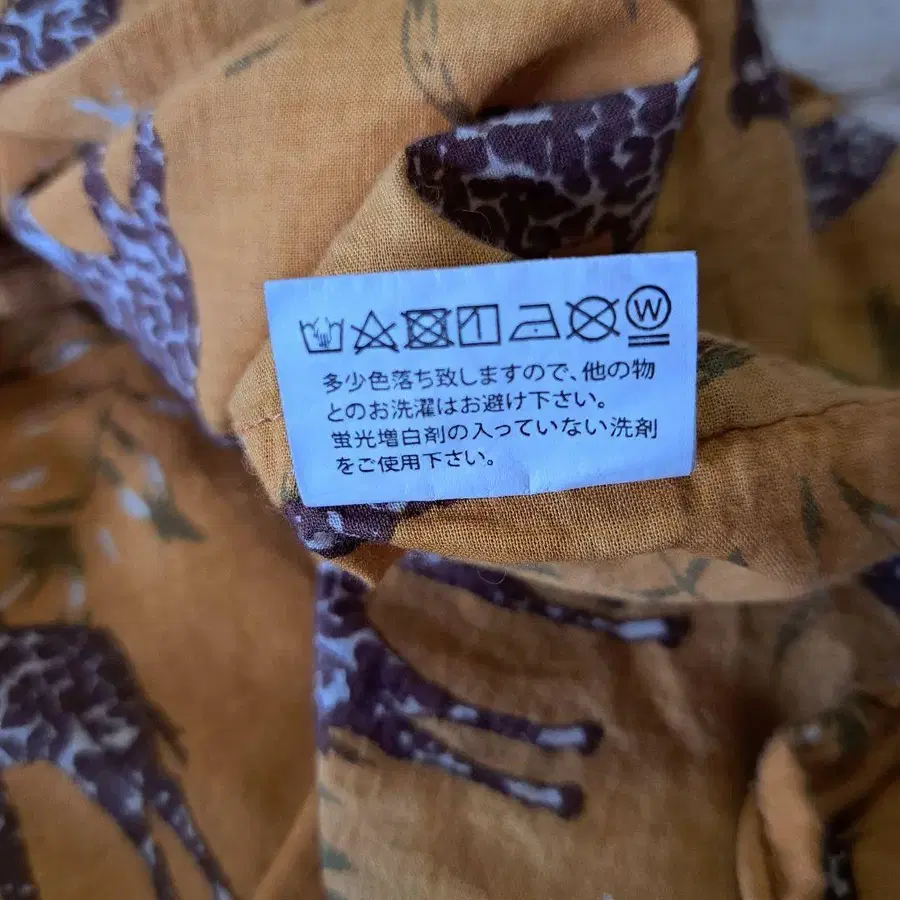 W
多少色落ち致しますので、他の物
とのお洗濯はお避け下さい。
蛍光増白剤の入っていない洗剤
をご使用下さい。